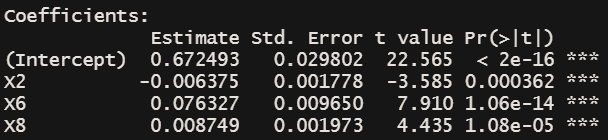 Coefficients:
Estimate Std. Error t value Pr(>|t|)
(Intercept) 0.672493 0.029802 22.565 < 2e-16 ***
x2 -0.006375 0.001778 -3.585 0.000362 ***
x6 0.076327 0.009650 7.910 1.06e-14 ***
x8 0.008749 0.001973 4.435 1.08e-05 ***